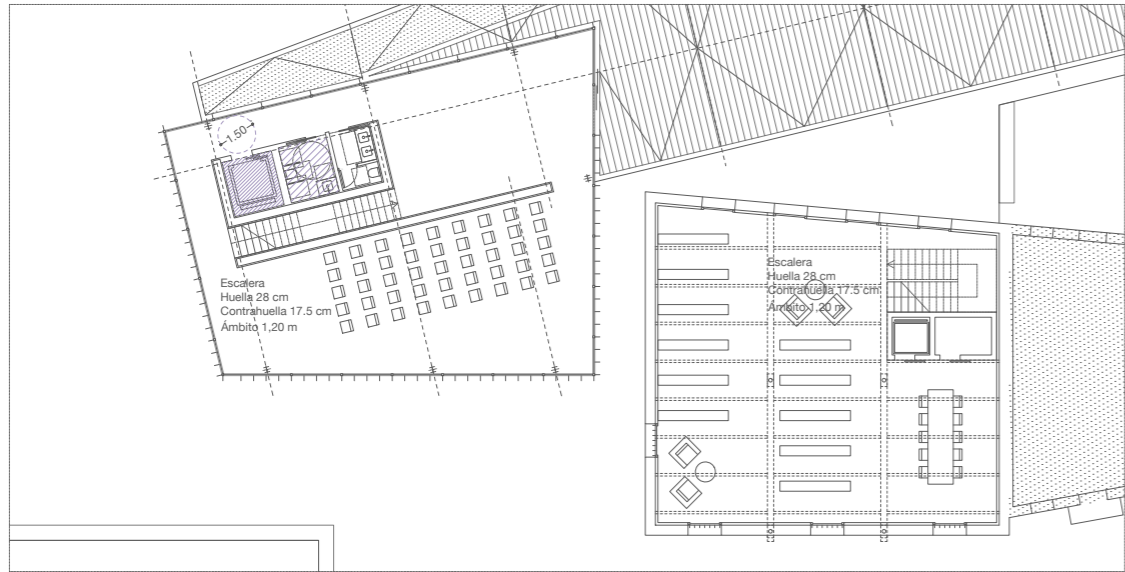 1.50
Escalera
Huella 28 cm
Contrahuella 17.5 cm
Ámbito 1,20 m
Escalera
Huella 28 cm
Contrahuella 17.5 cm
Ámbito 1,20 m